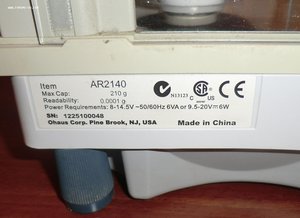 Item AR2140
Max Cap: 210 g
Readability: 0.0001 g
Power Requirements: 8-14.5V~50/60Hz 6VA or 9.5-20V⎓6W
SN: 1225100048
Ohaus Corp. Pine Brook, NJ, USA
N13123
C US
Made in China